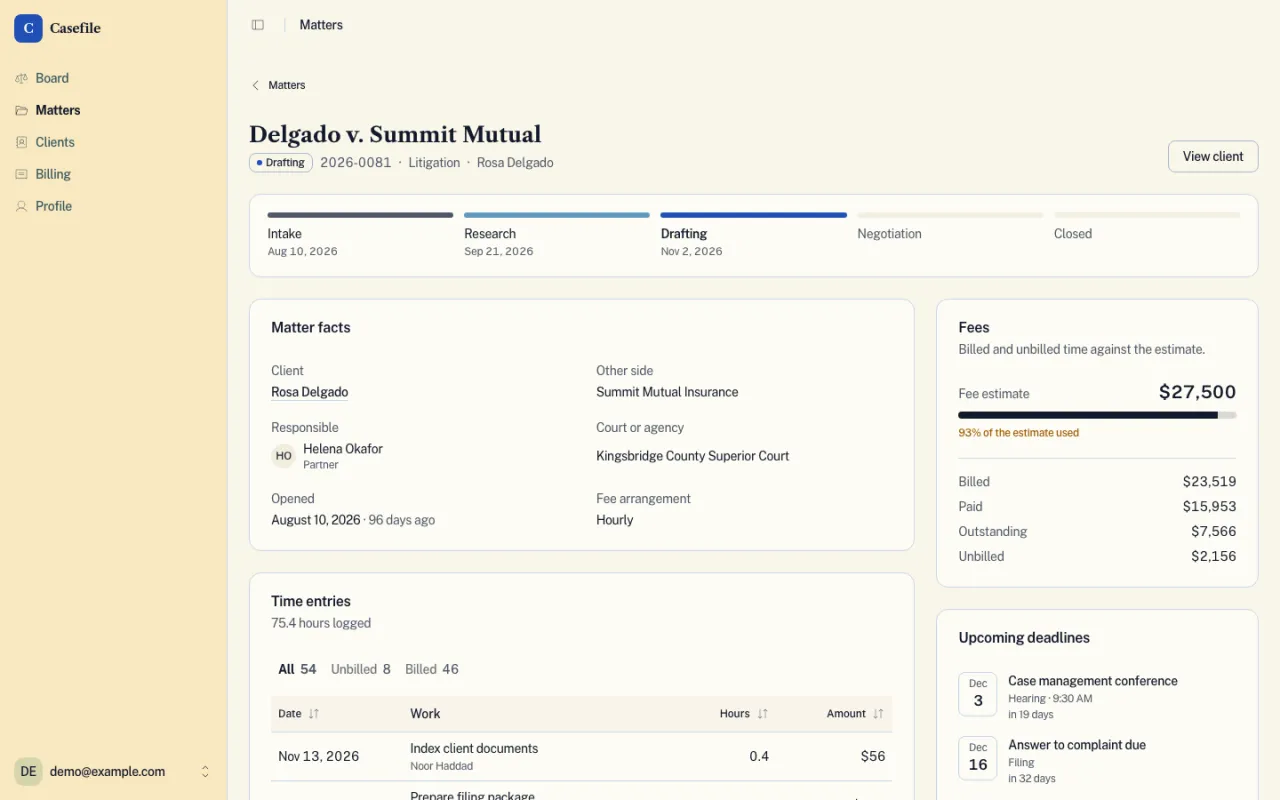 C Casefile
Board
Matters
Clients
Billing
Profile
DE demo@example.com
Matters
Matters
Delgado v. Summit Mutual
Drafting 2026-0081 · Litigation · Rosa Delgado
View client
Intake
Aug 10, 2026
Research
Sep 21, 2026
Drafting
Nov 2, 2026
Negotiation
Closed
Matter facts
Client
Rosa Delgado
Other side
Summit Mutual Insurance
Responsible
HO Helena Okafor
Partner
Court or agency
Kingsbridge County Superior Court
Opened
August 10, 2026 · 96 days ago
Fee arrangement
Hourly
Time entries
75.4 hours logged
All 54 Unbilled 8 Billed 46
Date Work Hours Amount
Nov 13, 2026 Index client documents 0.4 $56
Noor Haddad
Prepare filing package
Fees
Billed and unbilled time against the estimate.
Fee estimate $27,500
93% of the estimate used
Billed $23,519
Paid $15,953
Outstanding $7,566
Unbilled $2,156
Upcoming deadlines
Dec 3
Case management conference
Hearing · 9:30 AM
in 19 days
Dec 16
Answer to complaint due
Filing
in 32 days